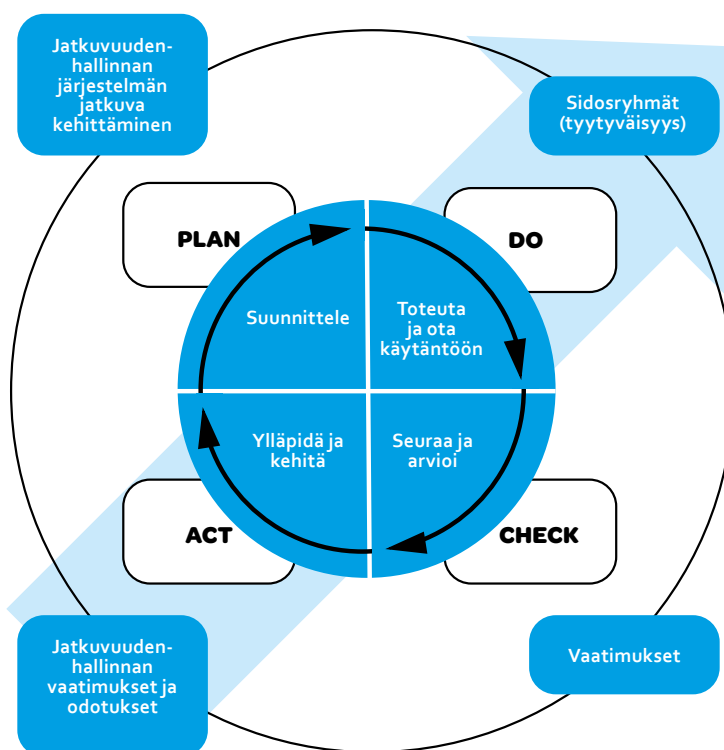 Jatkuvuuden-
hallinnan
järjestelmän
jatkuva
kehittäminen
Sidosryhmät
(tyytyväisyys)
PLAN
DO
Suunnittele
Toteuta
ja ota
käytäntöön
Ylläpidä ja
kehitä
Seuraa ja
arvioi
ACT
CHECK
Jatkuvuuden-
hallinnan
vaatimukset ja
odotukset
Vaatimukset